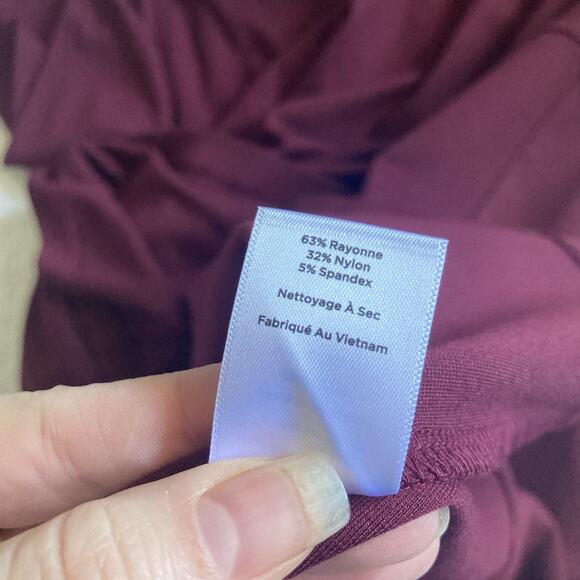 63% Rayonne
32% Nylon
5% Spandex
Nettoyage À Sec
Fabriqué Au Vietnam